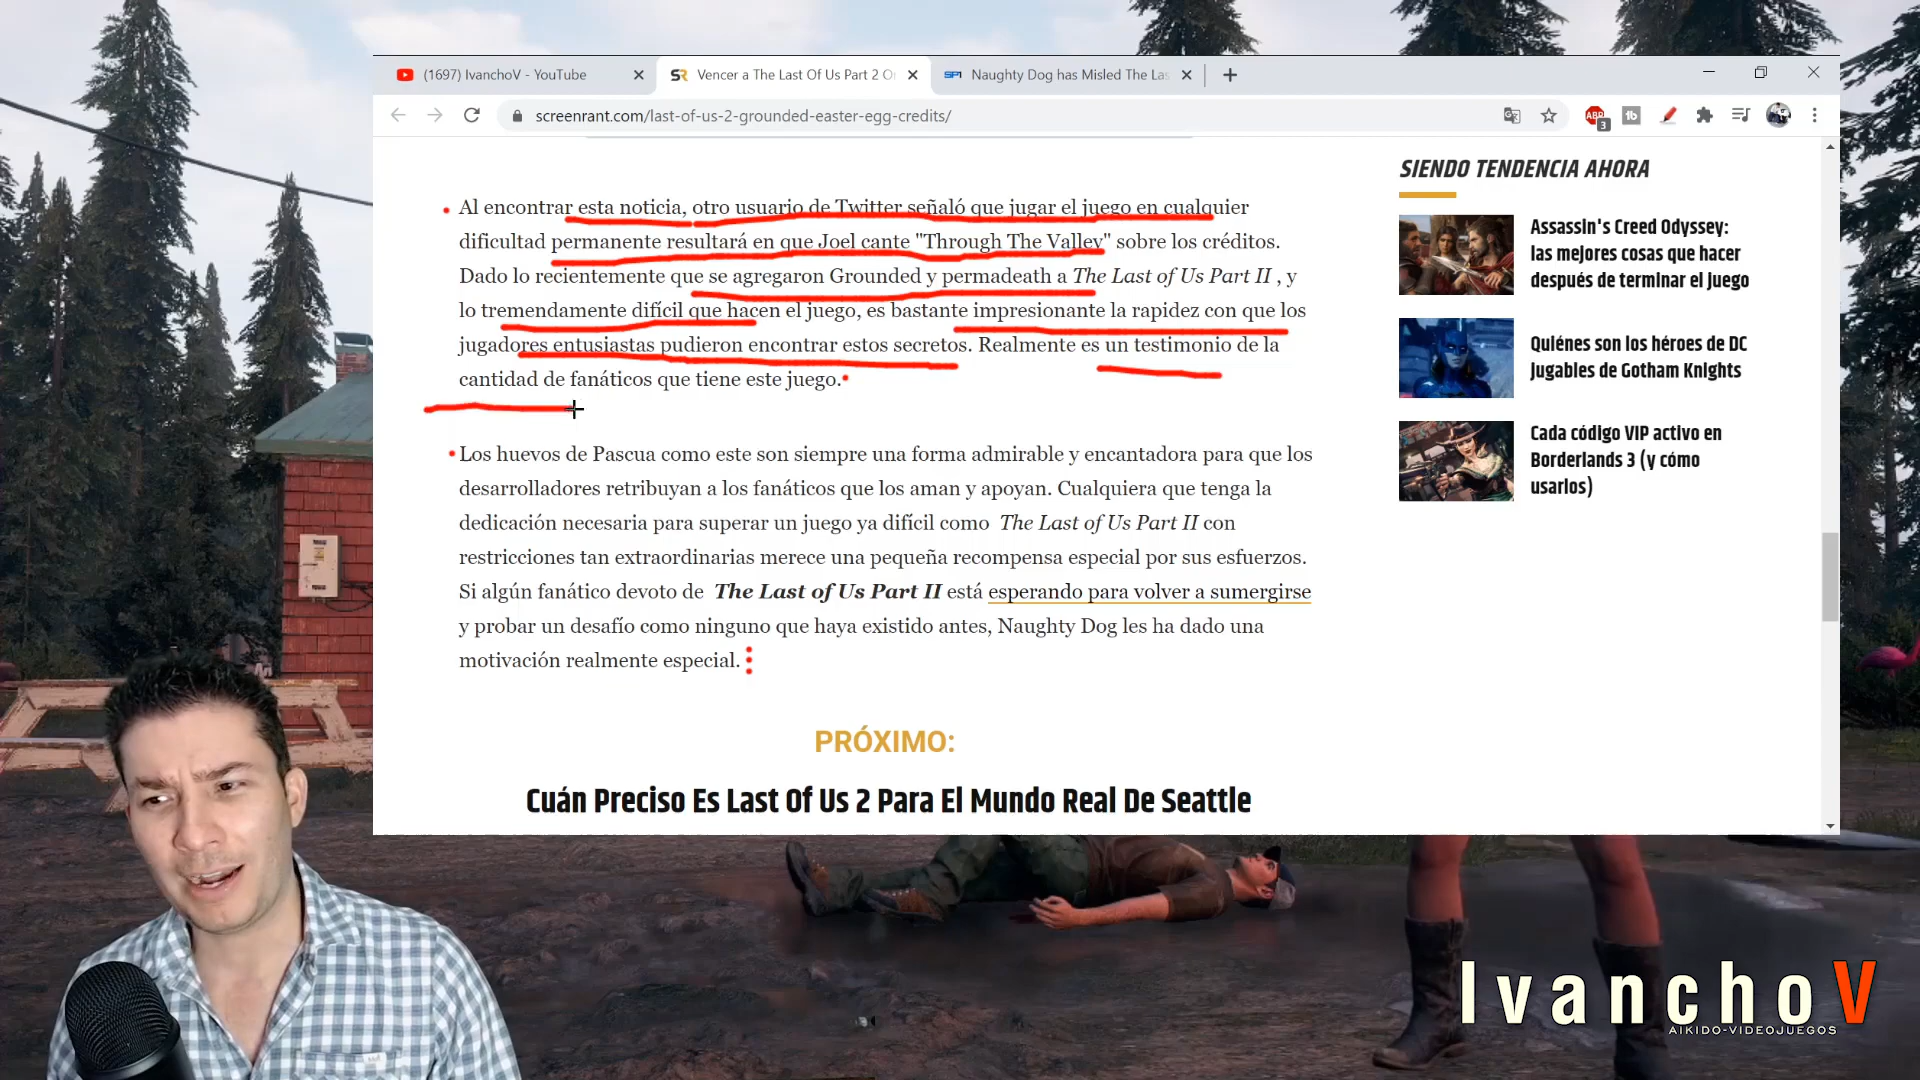 (1697) IvanchoV - YouTube
SR Vencer a The Last Of Us Part 2 O
SP1 Naughty Dog has Misled The Las
screenrant.com/last-of-us-2-grounded-easter-egg-credits/
ABP
3
tb
Al encontrar esta noticia, otro usuario de Twitter señaló que jugar el juego en cualquier
dificultad permanente resultará en que Joel cante "Through The Valley" sobre los créditos.
Dado lo recientemente que se agregaron Grounded y permadeath a The Last of Us Part II , y
lo tremendamente difícil que hacen el juego, es bastante impresionante la rapidez con que los
jugadores entusiastas pudieron encontrar estos secretos. Realmente es un testimonio de la
cantidad de fanáticos que tiene este juego.
Los huevos de Pascua como este son siempre una forma admirable y encantadora para que los
desarrolladores retribuyan a los fanáticos que los aman y apoyan. Cualquiera que tenga la
dedicación necesaria para superar un juego ya difícil como The Last of Us Part II con
restricciones tan extraordinarias merece una pequeña recompensa especial por sus esfuerzos.
Si algún fanático devoto de The Last of Us Part II está esperando para volver a sumergirse
y probar un desafío como ninguno que haya existido antes, Naughty Dog les ha dado una
motivación realmente especial.
PRÓXIMO:
Cuán Preciso Es Last Of Us 2 Para El Mundo Real De Seattle
SIENDO TENDENCIA AHORA
Assassin's Creed Odyssey:
las mejores cosas que hacer
después de terminar el juego
Quiénes son los héroes de DC
jugables de Gotham Knights
Cada código VIP activo en
Borderlands 3 (y cómo
usarlos)
IvanchoV
AIKIDO-VIDEOJUEGOS